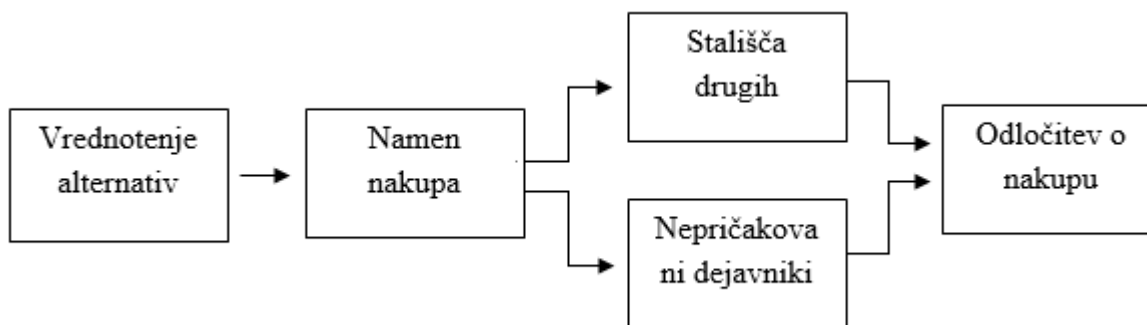 Vrednotenje
alternativ
Namen
nakupa
Stališča
drugih
Nepričakova
ni dejavniki
Odločitev o
nakupu